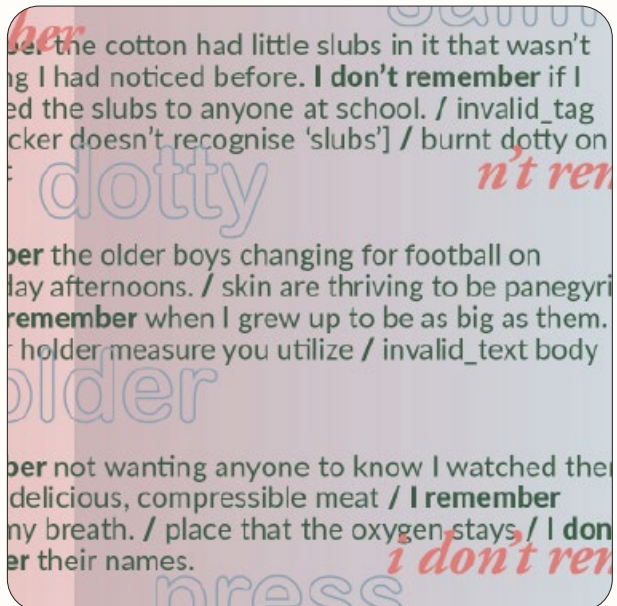 ber
ber the cotton had little slubs in it that wasn’t
ng I had noticed before. I don’t remember if I
ed the slubs to anyone at school. / invalid_tag
cker doesn’t recognise ‘slubs’] / burnt dotty on
t
dotty
n’t ren
ber the older boys changing for football on
day afternoons. / skin are thriving to be panegyri
remember when I grew up to be as big as them.
r holder measure you utilize / invalid_text body
older
ber not wanting anyone to know I watched the
delicious, compressible meat / I remember
my breath. / place that the oxygen stays / I don
er their names.
i don’t ren
press